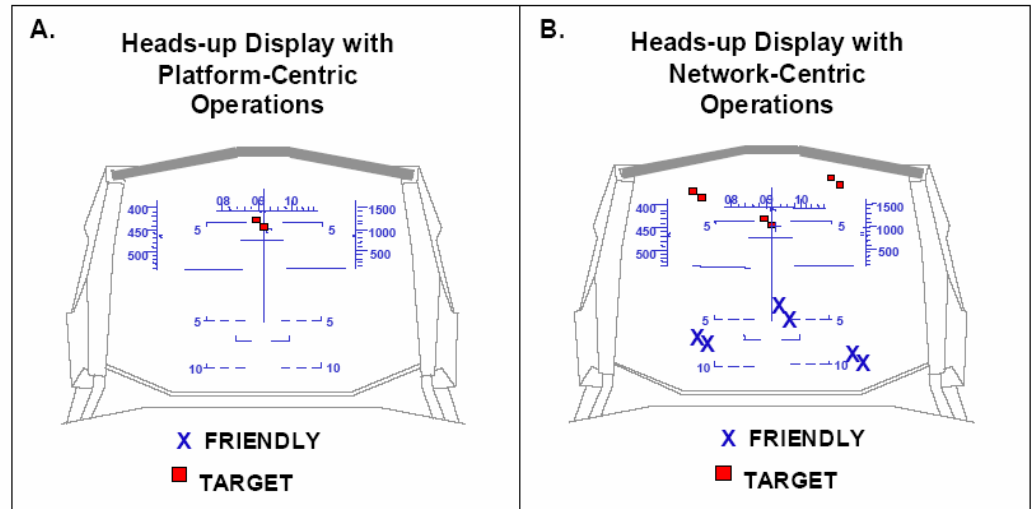 A.
Heads-up Display with
Platform-Centric
Operations
08 09 10
400
450
500
5
5
1500
1000
500
5
5
10
10
X FRIENDLY
TARGET
B.
Heads-up Display with
Network-Centric
Operations
08 09 10
400
450
500
5
5
1500
1000
500
X
X
5
5
X
X
10
10
X
X
X FRIENDLY
TARGET